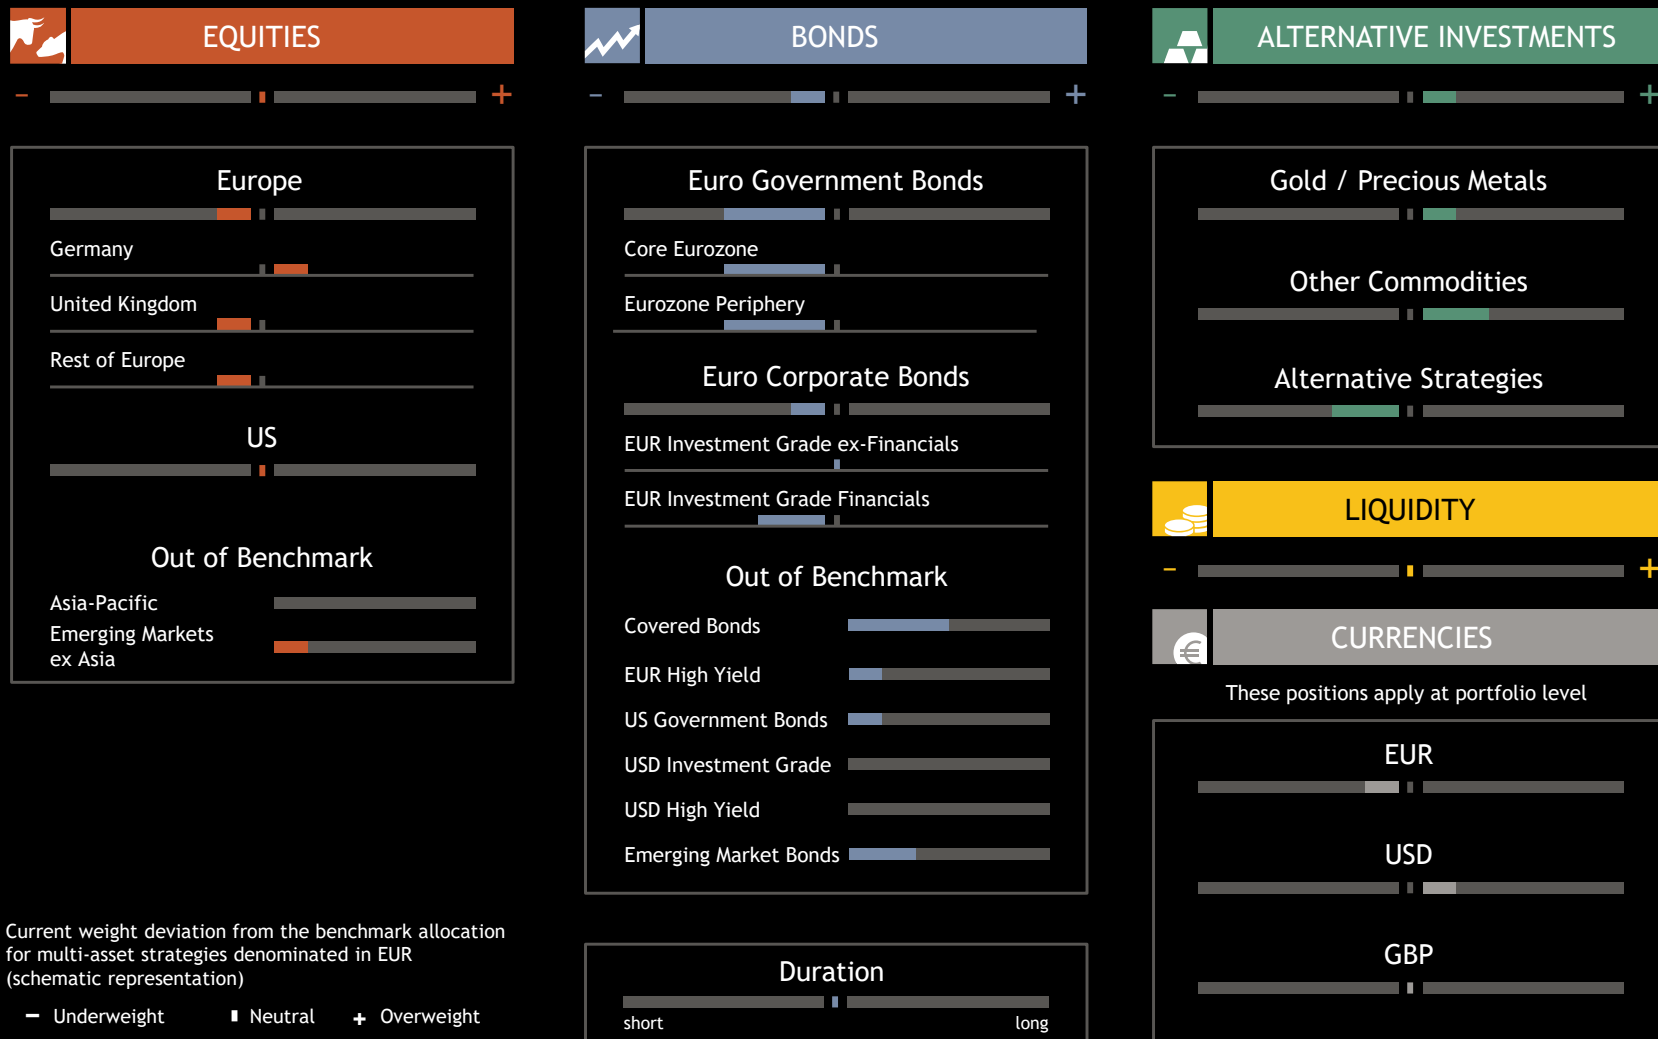 EQUITIES
- +
Europe
Germany
United Kingdom
Rest of Europe
US
Out of Benchmark
Asia-Pacific
Emerging Markets
ex Asia
Current weight deviation from the benchmark allocation
for multi-asset strategies denominated in EUR
(schematic representation)
– Underweight Neutral + Overweight
BONDS
- +
Euro Government Bonds
Core Eurozone
Eurozone Periphery
Euro Corporate Bonds
EUR Investment Grade ex-Financials
EUR Investment Grade Financials
Out of Benchmark
Covered Bonds
EUR High Yield
US Government Bonds
USD Investment Grade
USD High Yield
Emerging Market Bonds
Duration
short long
ALTERNATIVE INVESTMENTS
- +
Gold / Precious Metals
Other Commodities
Alternative Strategies
LIQUIDITY
- +
€
CURRENCIES
These positions apply at portfolio level
EUR
USD
GBP